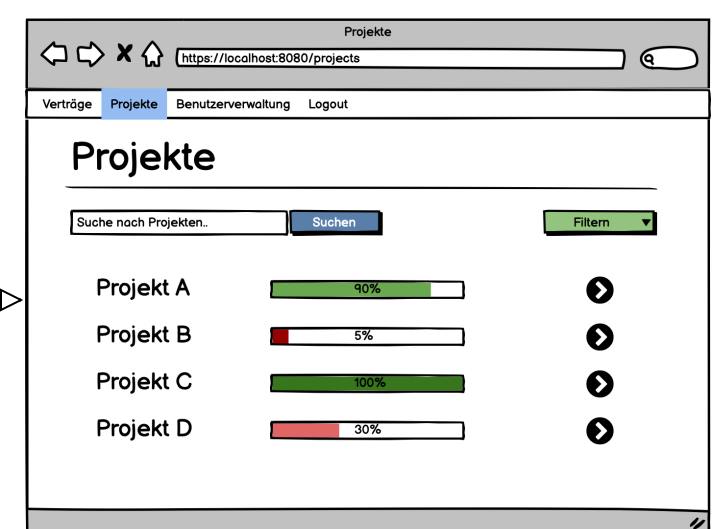 Projekte
https://localhost:8080/projects
Verträge Projekte Benutzerverwaltung Logout
Projekte
Suche nach Projekten.. Suchen Filtern
Projekt A 90%
Projekt B 5%
Projekt C 100%
Projekt D 30%